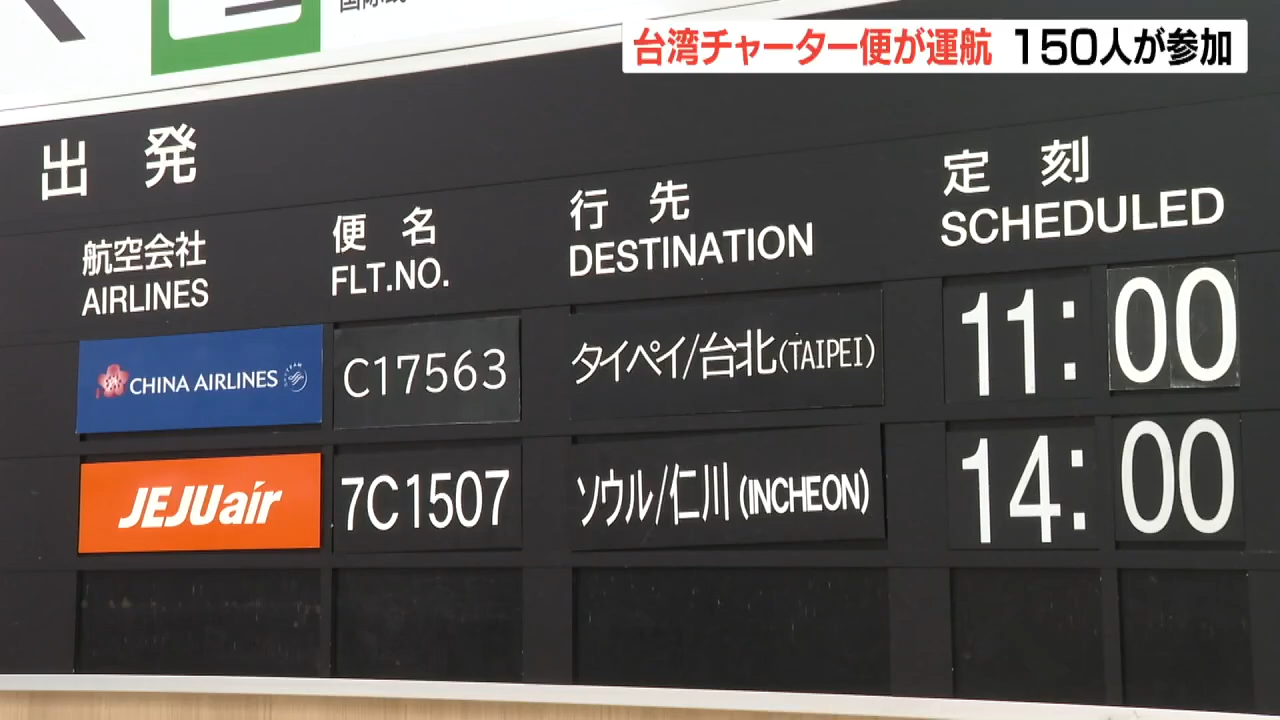 台湾チャーター便が運航 150人が参加
出発
航空会社 便名 行先 定刻
AIRLINES FLT.NO. DESTINATION SCHEDULED
CHINA AIRLINES C17563 タイペイ/台北(TAIPEI) 11:00
JEJUair 7C1507 ソウル/仁川(INCHEON) 14:00